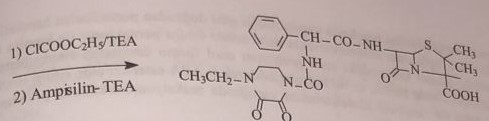 1) ClCOOC₂H₅/TEA
2) Ampisilin-TEA
CH–CO–NH
S
CH₃
CH₃
NH
N
O
COOH
CH₃CH₂–N
N–CO
O
O